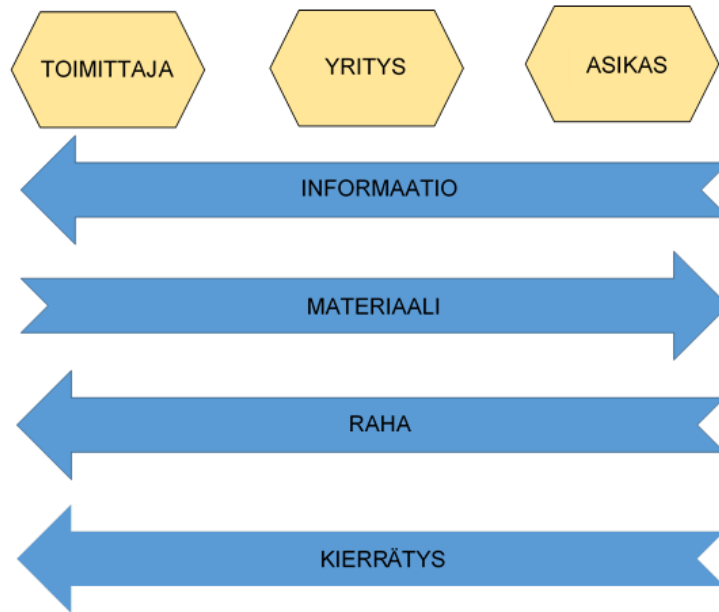 TOIMITTAJA
YRITYS
ASIKAS
INFORMAATIO
MATERIAALI
RAHA
KIERRÄTYS